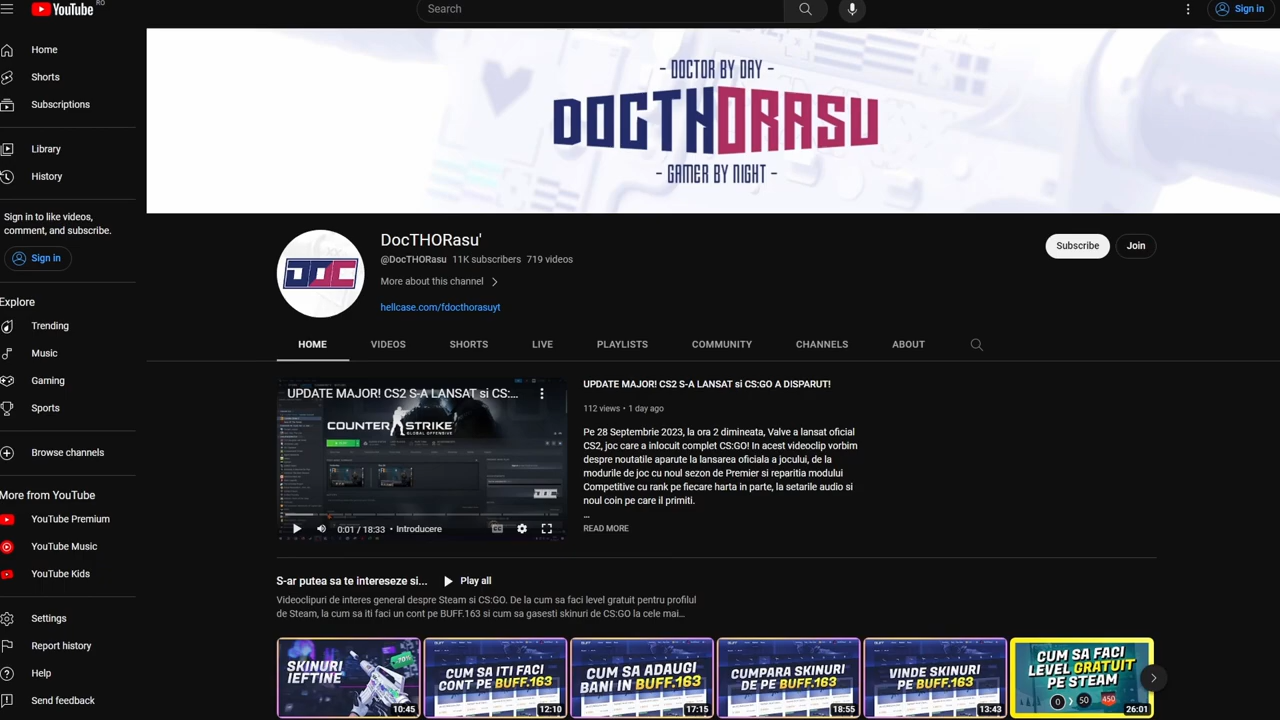 YouTube RO
Search
Sign in
Home
Shorts
Subscriptions
Library
History
Sign in to like videos,
comment, and subscribe.
Sign in
Explore
Trending
Music
Gaming
Sports
Browse channels
More from YouTube
YouTube Premium
YouTube Music
YouTube Kids
Settings
Report history
Help
Send feedback
- DOCTOR BY DAY -
DOCTHORASU
- GAMER BY NIGHT -
DOC
DocTHORasu'
@DocTHORasu 11K subscribers 719 videos
More about this channel
hellcase.com/fdocthorasuyt
Subscribe
Join
HOME
VIDEOS
SHORTS
LIVE
PLAYLISTS
COMMUNITY
CHANNELS
ABOUT
UPDATE MAJOR! CS2 S-A LANSAT si CS:...
COUNTER STRIKE
GLOBAL OFFENSIVE
0:01 / 18:33 • Introducere
UPDATE MAJOR! CS2 S-A LANSAT si CS:GO A DISPARUT!
112 views • 1 day ago
Pe 28 Septembrie 2023, la ora 2 dimineata, Valve a lansat oficial
CS2, joc care a inlocuit complet CS:GO! In acest videoclip vorbim
despre noutatile aparute la lansarea oficiala a jocului, de la
modurile de joc cu noul sezon de Premier si repartitia modului
Competitive cu rank pe fiecare harta in parte, la setarile audio si
noul coin pe care il primiti.
...
READ MORE
S-ar putea sa te intereseze si...
Play all
Videoclipuri de interes general despre Steam si CS:GO. De la cum sa faci level gratuit pentru profilul
de Steam, la cum sa iti faci un cont pe BUFF.163 si cum sa gasesti skinuri de CS:GO la cele mai...
SKINURI
IEFTINE
-70%
10:45
CUM SA ITI FACI
CONT PE BUFF.163
12:10
CUM SA ADAUGI
BANI IN BUFF.163
17:15
CUMPARA SKINURI
DE PE BUFF.163
18:55
VINDE SKINURI
PE BUFF.163
13:43
CUM SA FACI
LEVEL GRATUIT
PE STEAM
0 50 450
26:01